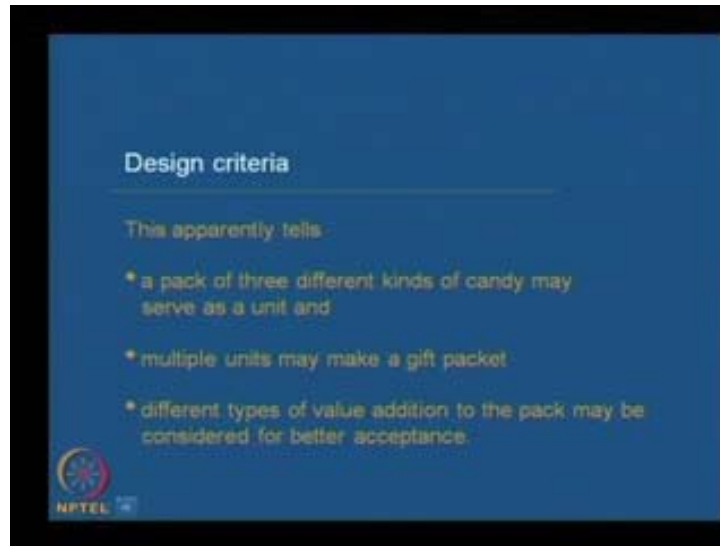 Design criteria
This apparently tells
* a pack of three different kinds of candy may
serve as a unit and
* multiple units may make a gift packet
* different types of value addition to the pack may be
considered for better acceptance.
NPTEL